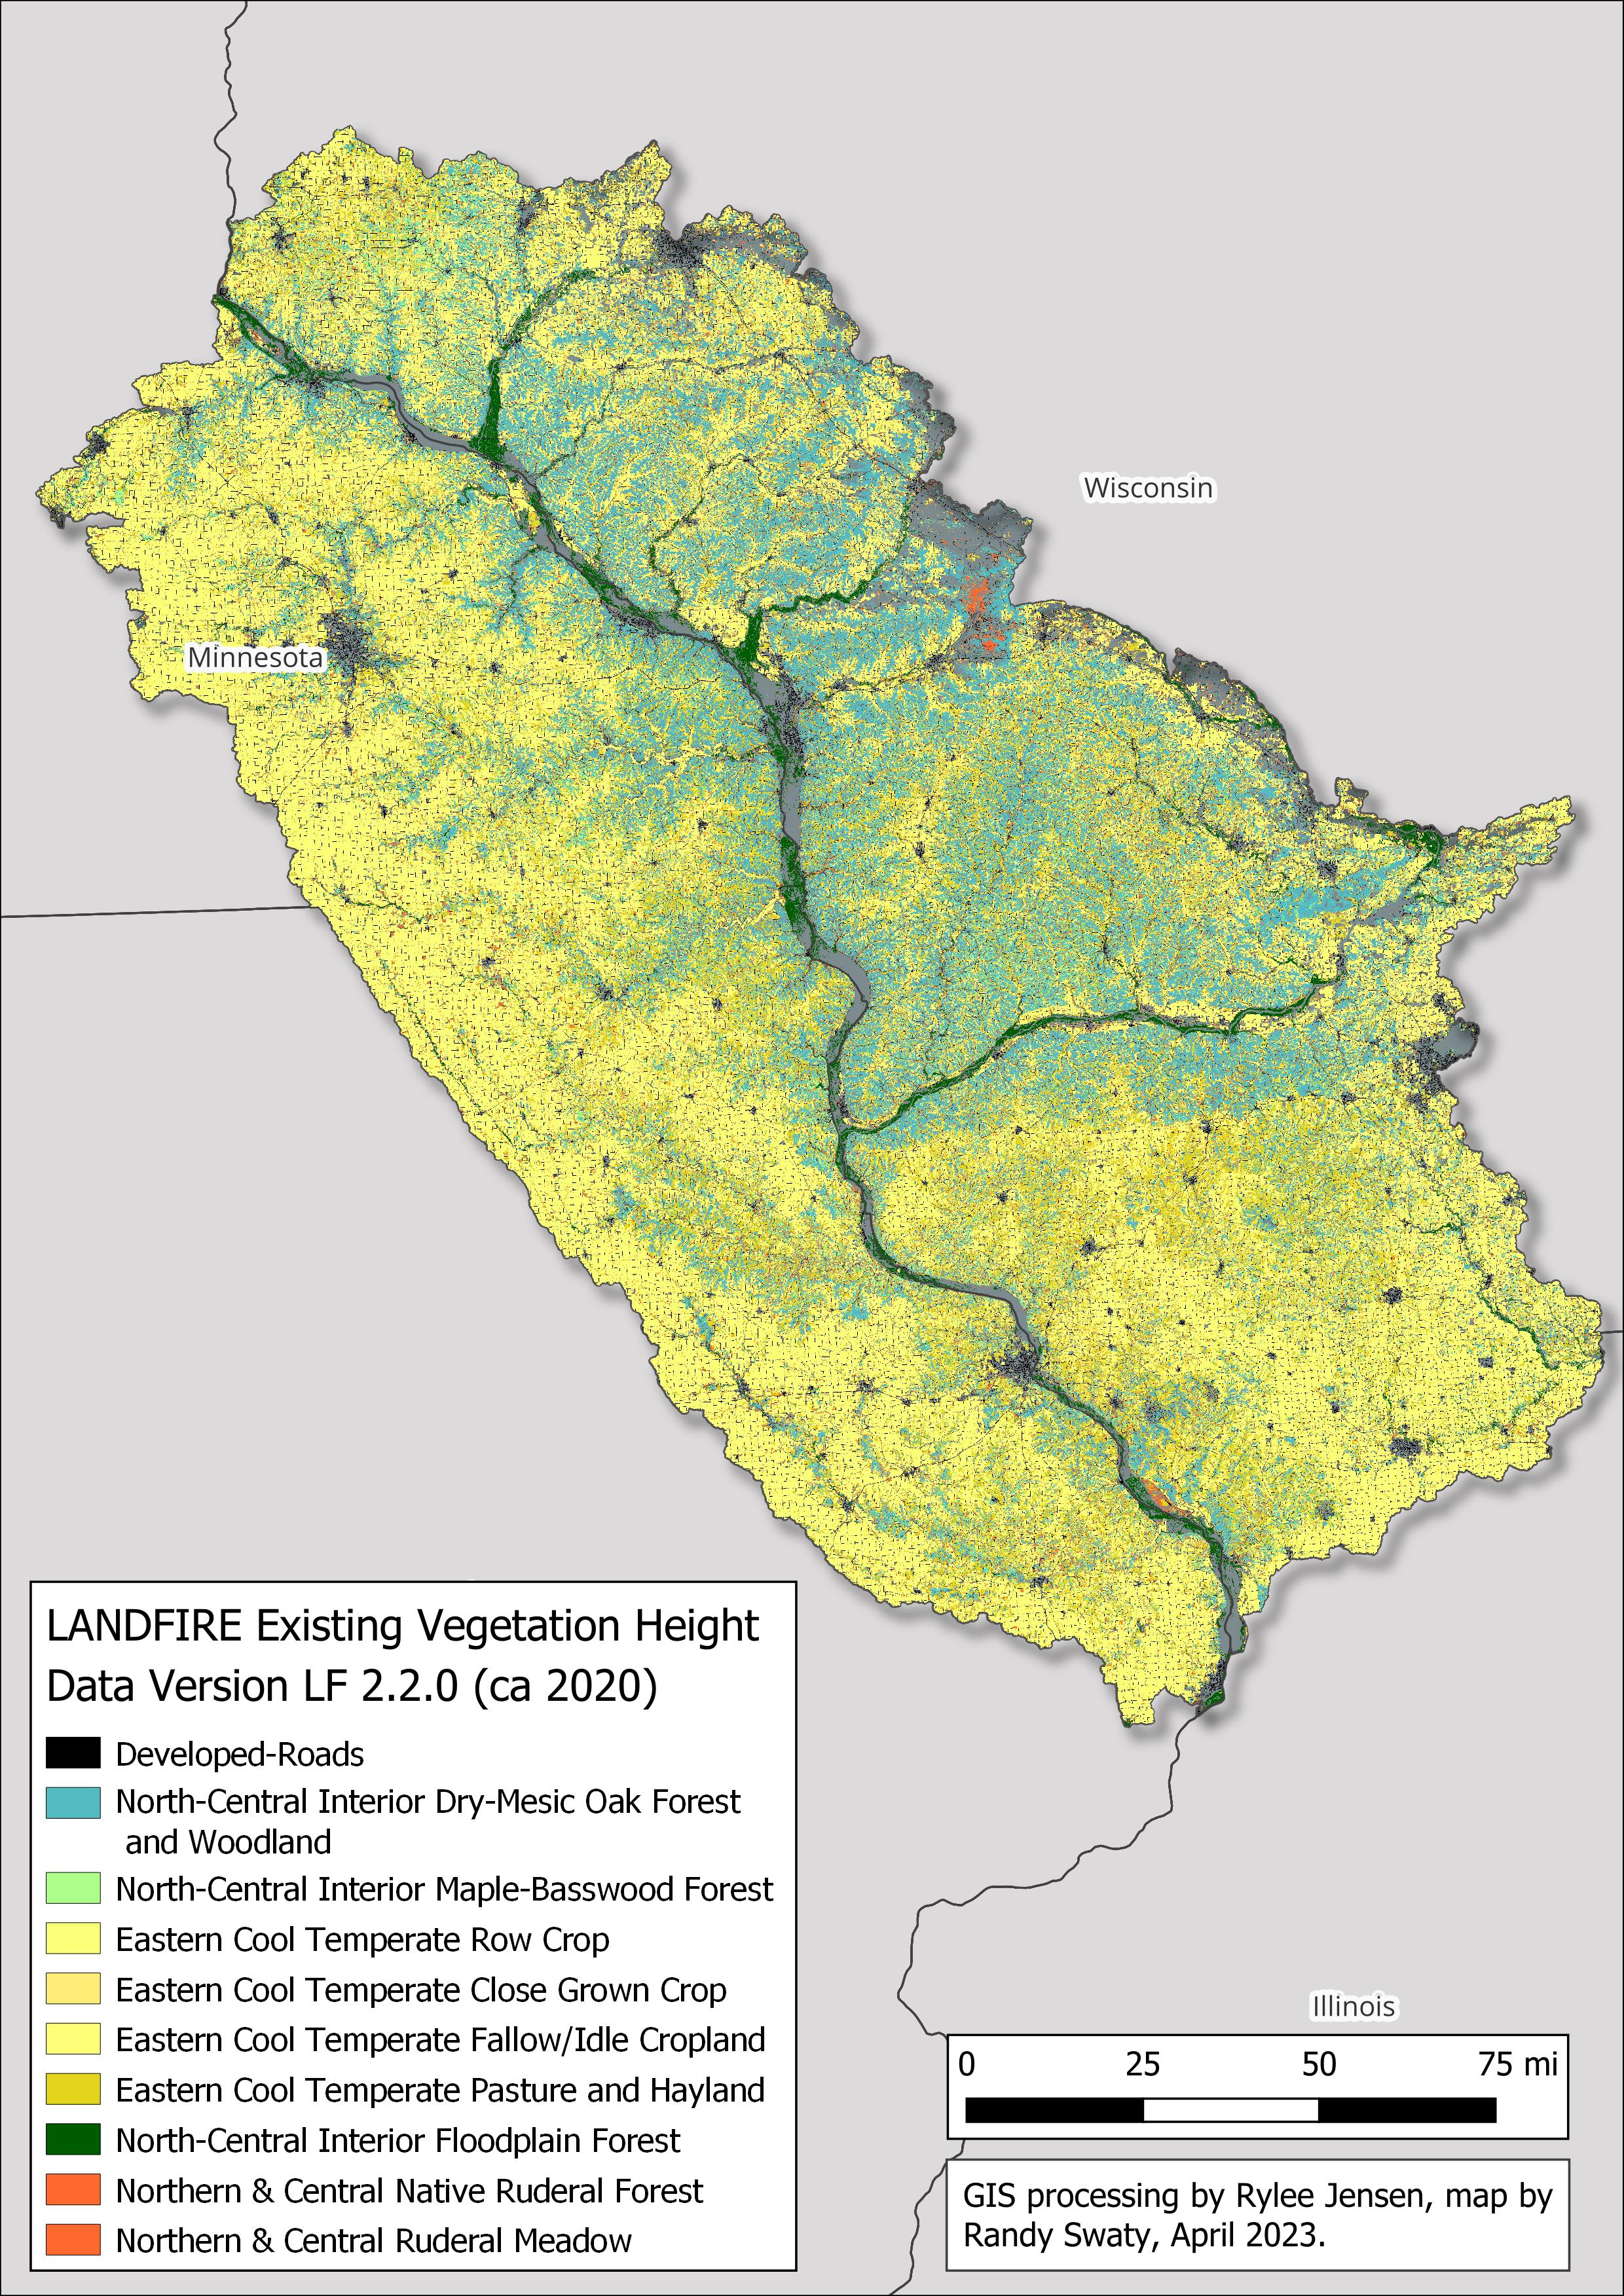 Wisconsin
Minnesota
LANDFIRE Existing Vegetation Height
Data Version LF 2.2.0 (ca 2020)
Developed-Roads
North-Central Interior Dry-Mesic Oak Forest
and Woodland
North-Central Interior Maple-Basswood Forest
Eastern Cool Temperate Row Crop
Eastern Cool Temperate Close Grown Crop
Eastern Cool Temperate Fallow/Idle Cropland
Eastern Cool Temperate Pasture and Hayland
North-Central Interior Floodplain Forest
Northern & Central Native Ruderal Forest
Northern & Central Ruderal Meadow
Illinois
0 25 50 75 mi
GIS processing by Rylee Jensen, map by
Randy Swaty, April 2023.